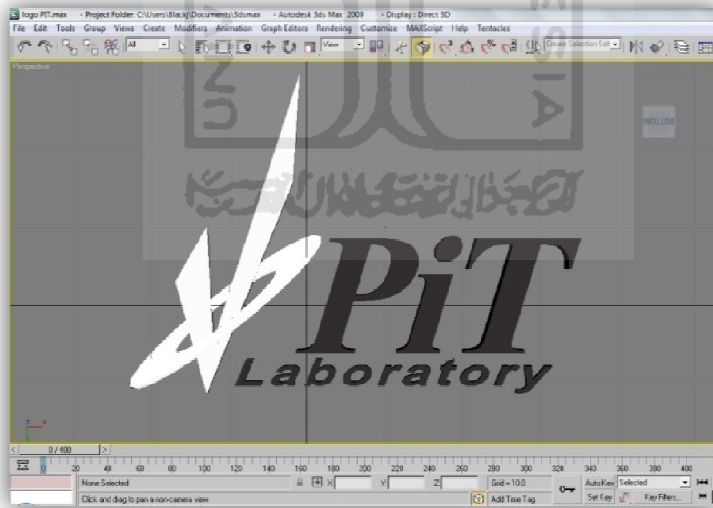 logo PIT.max - Project Folder: C:\Users\Blackj\Documents\3dsmax - Autodesk 3ds Max 2009 - Display : Direct 3D
File Edit Tools Group Views Create Modifiers Animation Graph Editors Rendering Customize MAXScript Help Tentacles
All View Create Selection Set
Perspective
PiT
Laboratory
0 / 400
0 20 40 60 80 100 120 140 160 180 200 220 240 260 280 300 320 340 360 380 400
None Selected X: Y: Z: Grid = 10.0 Auto Key Selected
Click and drag to pan a non-camera view Add Time Tag Set Key Key Filters...